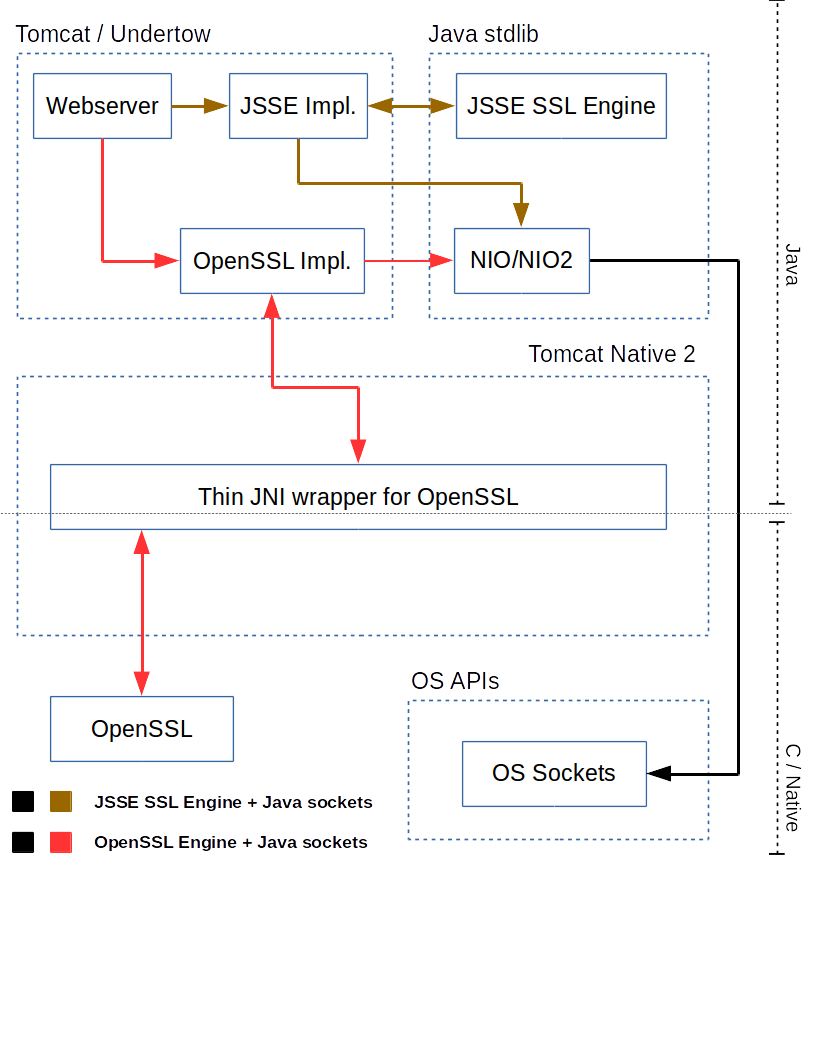 Tomcat / Undertow
Java stdlib
Webserver
JSSE Impl.
JSSE SSL Engine
OpenSSL Impl.
NIO/NIO2
Java
Tomcat Native 2
Thin JNI wrapper for OpenSSL
OS APIs
OpenSSL
OS Sockets
C / Native
JSSE SSL Engine + Java sockets
OpenSSL Engine + Java sockets